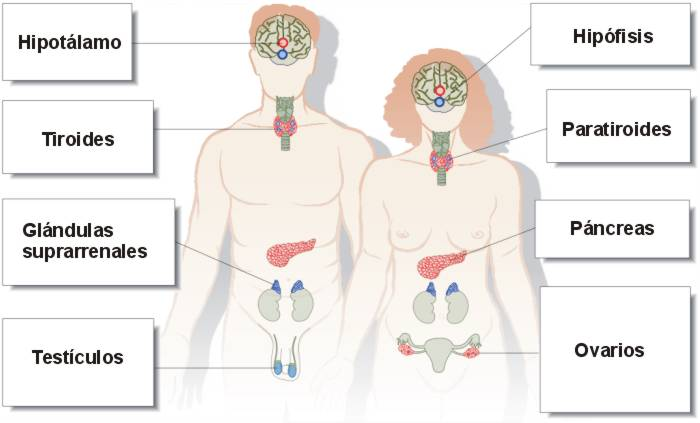 Hipotálamo
Tiroides
Glándulas
suprarrenales
Testículos
Hipófisis
Paratiroides
Páncreas
Ovarios